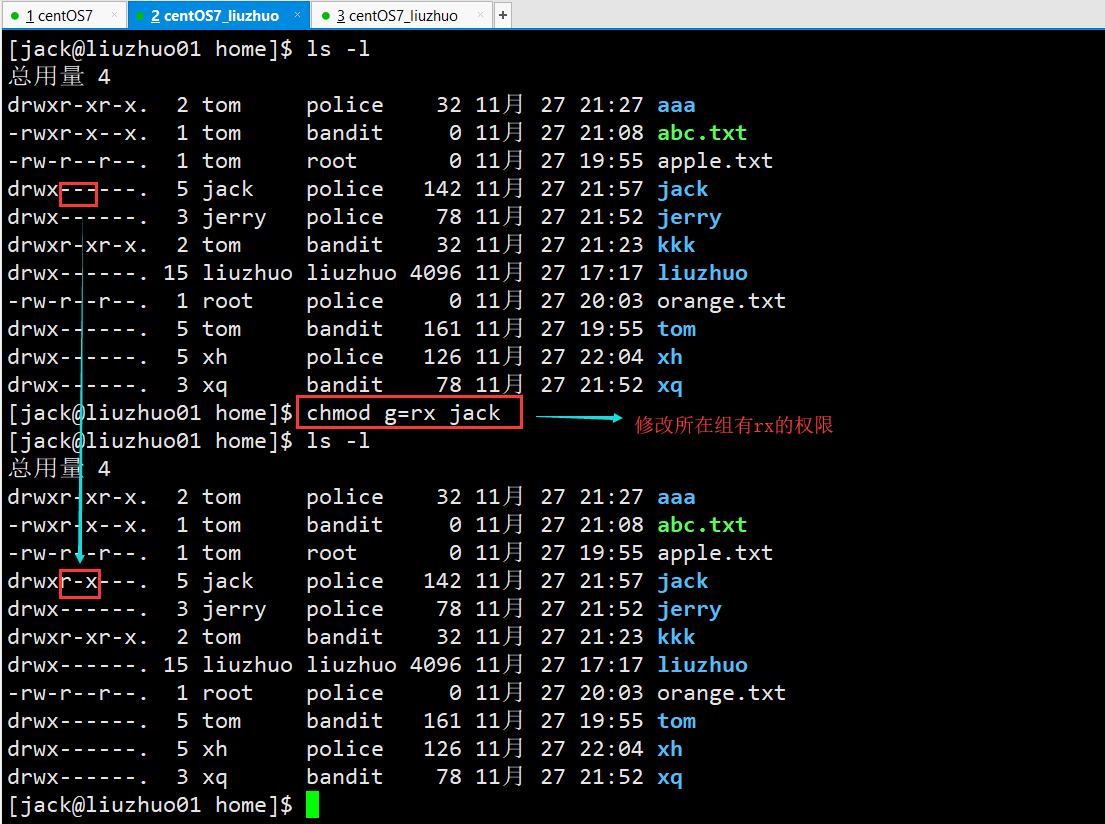 1 centOS7 × 2 centOS7_liuzhuo × 3 centOS7_liuzhuo × +
[jack@liuzhuo01 home]$ ls -l
总用量 4
drwxr-xr-x.  2 tom     police    32 11月 27 21:27 aaa
-rwxr-x--x.  1 tom     bandit     0 11月 27 21:08 abc.txt
-rw-r--r--.  1 tom     root       0 11月 27 19:55 apple.txt
drwx------.  5 jack    police   142 11月 27 21:57 jack
drwx------.  3 jerry   police    78 11月 27 21:52 jerry
drwxr-xr-x.  2 tom     bandit    32 11月 27 21:23 kkk
drwx------. 15 liuzhuo liuzhuo 4096 11月 27 17:17 liuzhuo
-rw-r--r--.  1 root    police     0 11月 27 20:03 orange.txt
drwx------.  5 tom     bandit   161 11月 27 19:55 tom
drwx------.  5 xh      police   126 11月 27 22:04 xh
drwx------.  3 xq      bandit    78 11月 27 21:52 xq
[jack@liuzhuo01 home]$ chmod g=rx jack
修改所在组有rx的权限
[jack@liuzhuo01 home]$ ls -l
总用量 4
drwxr-xr-x.  2 tom     police    32 11月 27 21:27 aaa
-rwxr-x--x.  1 tom     bandit     0 11月 27 21:08 abc.txt
-rw-r--r--.  1 tom     root       0 11月 27 19:55 apple.txt
drwxr-x---.  5 jack    police   142 11月 27 21:57 jack
drwx------.  3 jerry   police    78 11月 27 21:52 jerry
drwxr-xr-x.  2 tom     bandit    32 11月 27 21:23 kkk
drwx------. 15 liuzhuo liuzhuo 4096 11月 27 17:17 liuzhuo
-rw-r--r--.  1 root    police     0 11月 27 20:03 orange.txt
drwx------.  5 tom     bandit   161 11月 27 19:55 tom
drwx------.  5 xh      police   126 11月 27 22:04 xh
drwx------.  3 xq      bandit    78 11月 27 21:52 xq
[jack@liuzhuo01 home]$